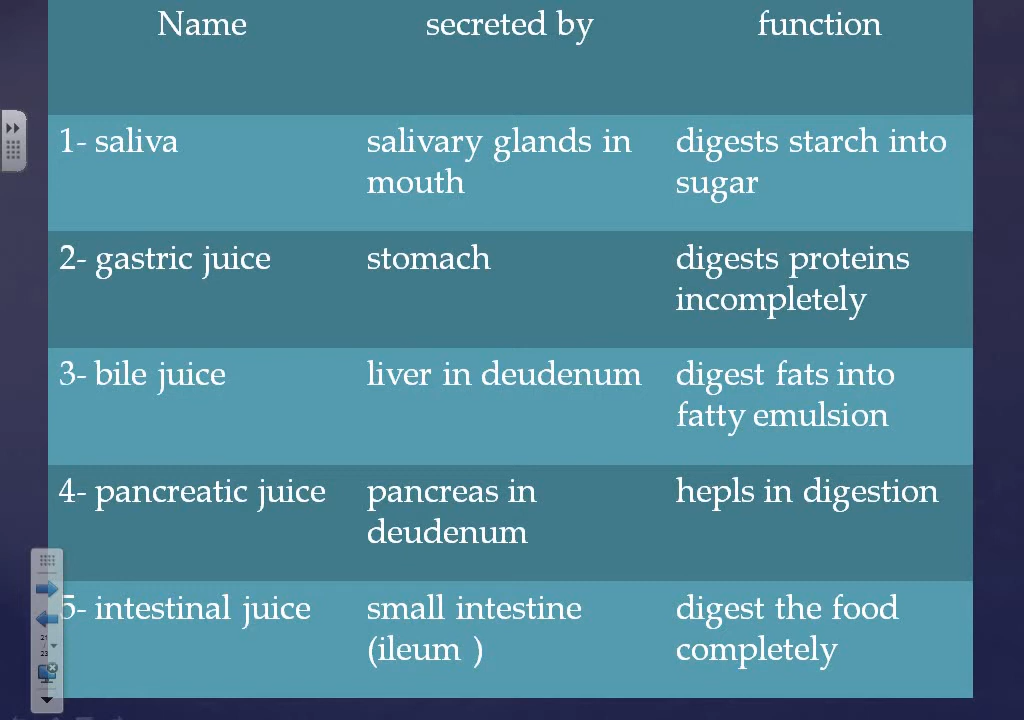 Name secreted by function
1- saliva salivary glands in digests starch into
mouth sugar
2- gastric juice stomach digests proteins
incompletely
3- bile juice liver in deudenum digest fats into
fatty emulsion
4- pancreatic juice pancreas in hepls in digestion
deudenum
5- intestinal juice small intestine digest the food
(ileum ) completely